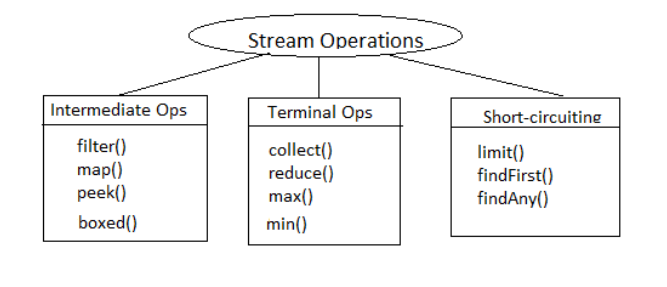 Stream Operations
Intermediate Ops
filter()
map()
peek()
boxed()
Terminal Ops
collect()
reduce()
max()
min()
Short-circuiting
limit()
findFirst()
findAny()